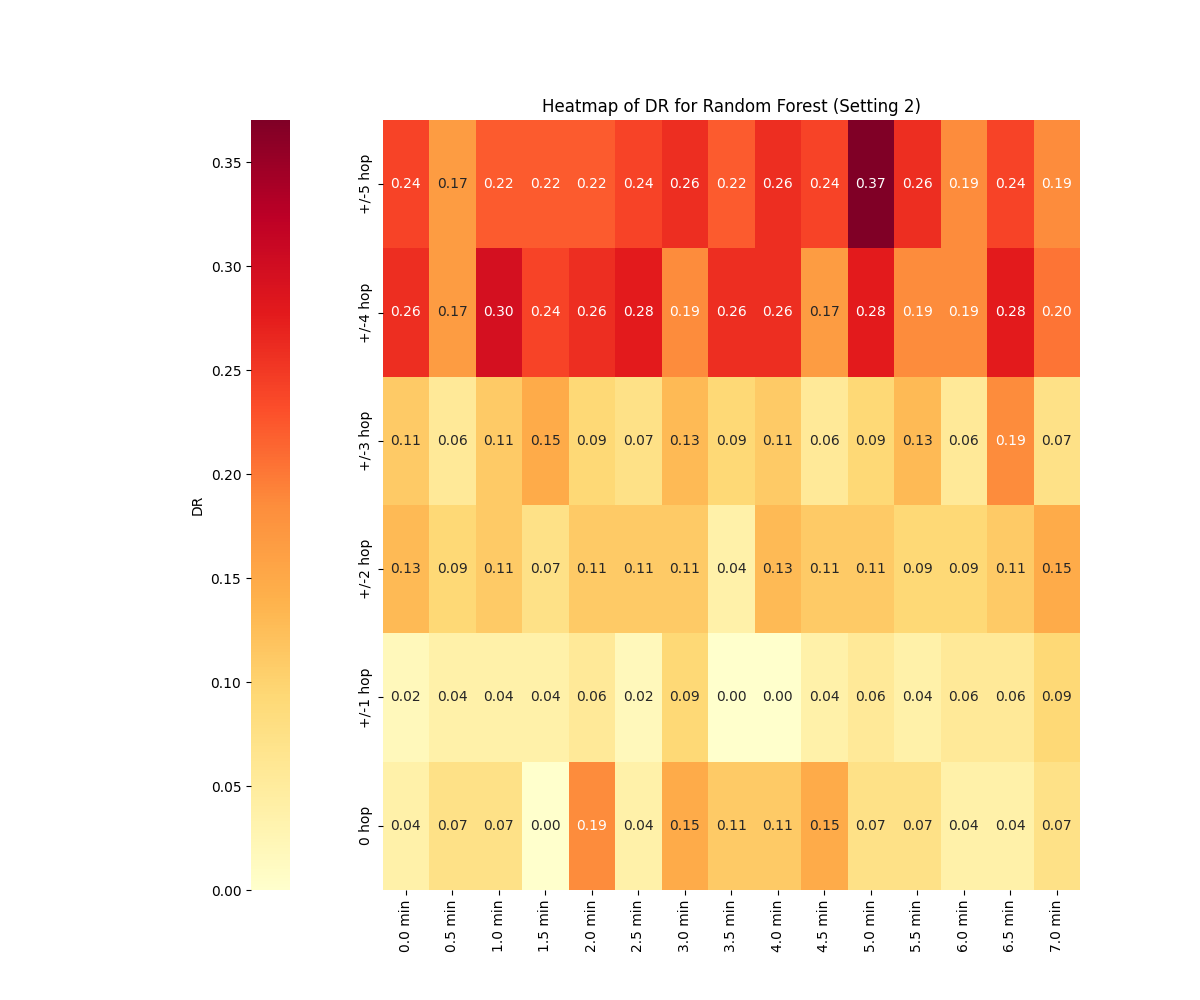 Heatmap of DR for Random Forest (Setting 2)
DR
0.35
0.30
0.25
0.20
0.15
0.10
0.05
0.00
+/-5 hop
0.24 0.17 0.22 0.22 0.22 0.24 0.26 0.22 0.26 0.24 0.37 0.26 0.19 0.24 0.19
+/-4 hop
0.26 0.17 0.30 0.24 0.26 0.28 0.19 0.26 0.26 0.17 0.28 0.19 0.19 0.28 0.20
+/-3 hop
0.11 0.06 0.11 0.15 0.09 0.07 0.13 0.09 0.11 0.06 0.09 0.13 0.06 0.19 0.07
+/-2 hop
0.13 0.09 0.11 0.07 0.11 0.11 0.11 0.04 0.13 0.11 0.11 0.09 0.09 0.11 0.15
+/-1 hop
0.02 0.04 0.04 0.04 0.06 0.02 0.09 0.00 0.00 0.04 0.06 0.04 0.06 0.06 0.09
0 hop
0.04 0.07 0.07 0.00 0.19 0.04 0.15 0.11 0.11 0.15 0.07 0.07 0.04 0.04 0.07
0.0 min
0.5 min
1.0 min
1.5 min
2.0 min
2.5 min
3.0 min
3.5 min
4.0 min
4.5 min
5.0 min
5.5 min
6.0 min
6.5 min
7.0 min